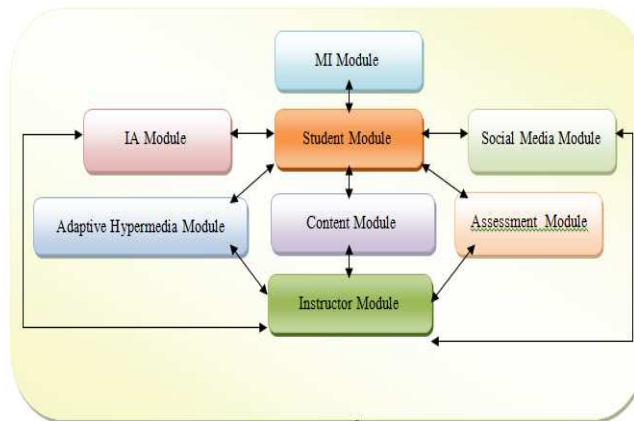 MI Module
IA Module
Student Module
Social Media Module
Adaptive Hypermedia Module
Content Module
Assessment Module
Instructor Module